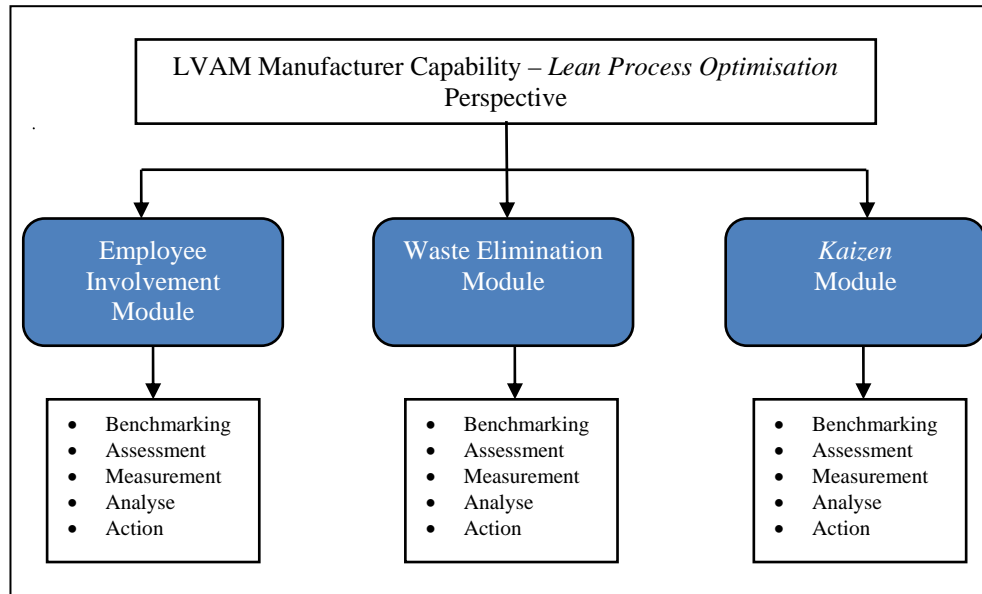 LVAM Manufacturer Capability – Lean Process Optimisation
Perspective
.
Employee
Involvement
Module
Waste Elimination
Module
Kaizen
Module
• Benchmarking
• Assessment
• Measurement
• Analyse
• Action
• Benchmarking
• Assessment
• Measurement
• Analyse
• Action
• Benchmarking
• Assessment
• Measurement
• Analyse
• Action